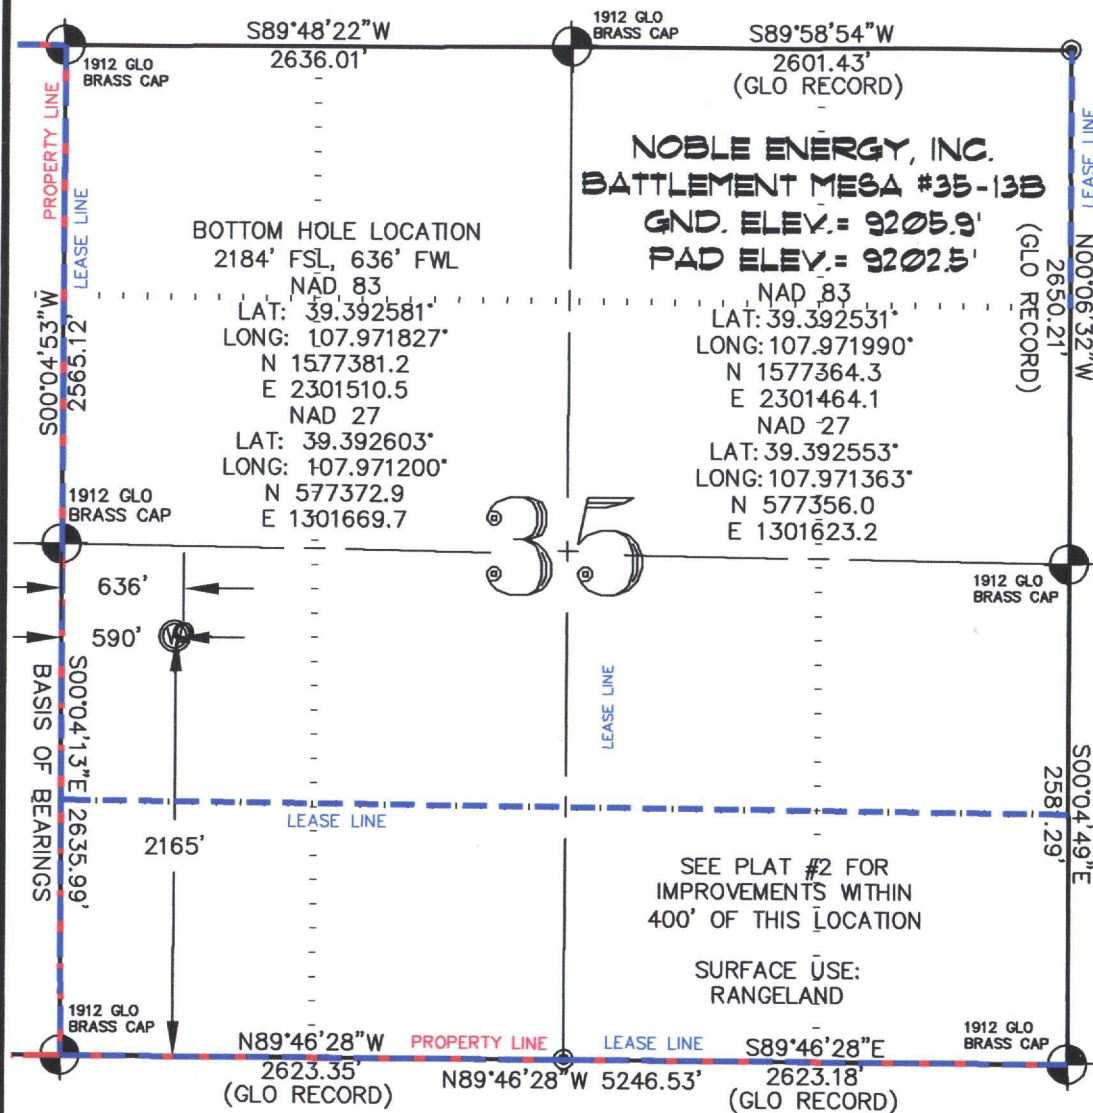 S89°48'22"W
2636.01'
1912 GLO
BRASS CAP
S89°58'54"W
2601.43'
(GLO RECORD)
1912 GLO
BRASS CAP
PROPERTY LINE
LEASE LINE
LEASE LINE
NOBLE ENERGY, INC.
BATTLEMENT MESA #35-13B
GND. ELEV.= 9205.9'
PAD ELEV.= 9202.5'
BOTTOM HOLE LOCATION
2184' FSL, 636' FWL
NAD 83
LAT: 39.392581°
LONG: 107.971827°
N 1577381.2
E 2301510.5
NAD 27
LAT: 39.392603°
LONG: 107.971200°
N 577372.9
E 1301669.7
NAD 83
LAT: 39.392531°
LONG: 107.971990°
N 1577364.3
E 2301464.1
NAD 27
LAT: 39.392553°
LONG: 107.971363°
N 577356.0
E 1301623.2
S00°04'53"W
2565.12'
N00°06'32"W
2650.21'
(GLO RECORD)
1912 GLO
BRASS CAP
35
1912 GLO
BRASS CAP
636'
590'
LEASE LINE
S00°04'13"E 2635.99'
BASIS OF BEARINGS
S00°04'49"E
LEASE LINE
2165'
SEE PLAT #2 FOR
IMPROVEMENTS WITHIN
400' OF THIS LOCATION
SURFACE USE:
RANGELAND
1912 GLO
BRASS CAP
1912 GLO
BRASS CAP
N89°46'28"W
PROPERTY LINE
LEASE LINE
S89°46'28"E
2623.35'
(GLO RECORD)
N89°46'28"W 5246.53'
2623.18'
(GLO RECORD)